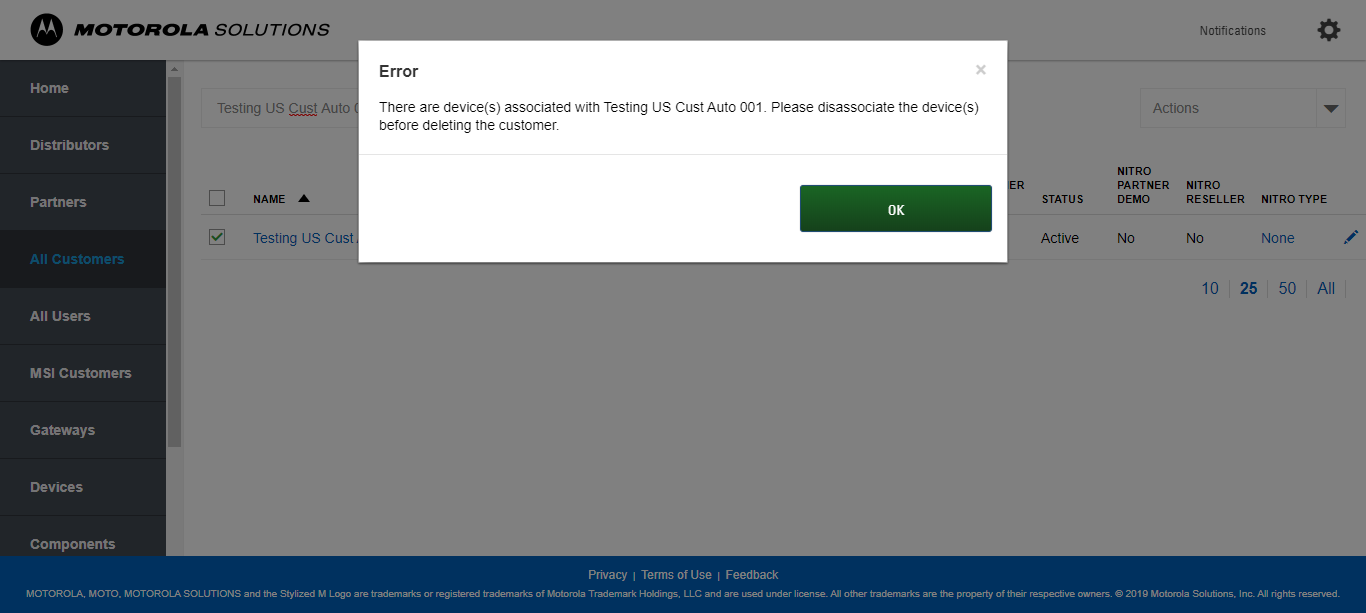 MOTOROLA SOLUTIONS
Notifications
Error
×
There are device(s) associated with Testing US Cust Auto 001. Please disassociate the device(s)
before deleting the customer.
OK
Home
Distributors
Partners
All Customers
All Users
MSI Customers
Gateways
Devices
Components
Testing US Cust Auto
Actions
NAME
ER
STATUS
NITRO
PARTNER
DEMO
NITRO
RESELLER
NITRO TYPE
Testing US Cust
Active
No
No
None
10 | 25 | 50 | All |
Privacy | Terms of Use | Feedback
MOTOROLA, MOTO, MOTOROLA SOLUTIONS and the Stylized M Logo are trademarks or registered trademarks of Motorola Trademark Holdings, LLC and are used under license. All other trademarks are the property of their respective owners. © 2019 Motorola Solutions, Inc. All rights reserved.